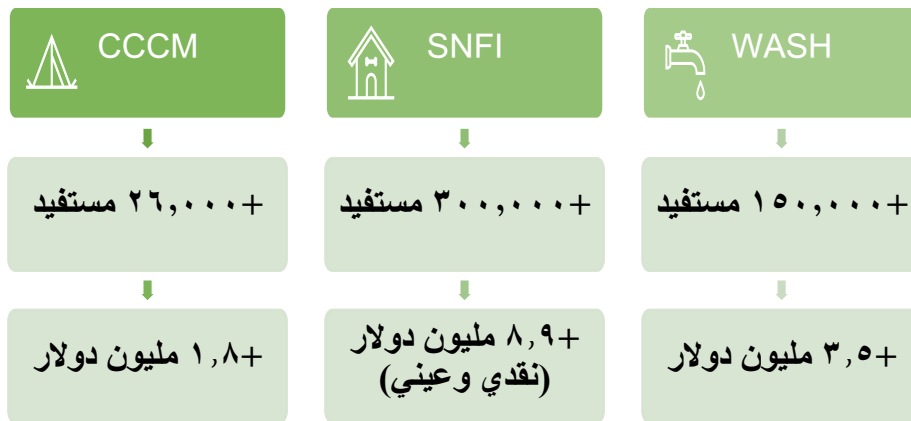 CCCM
+٢٦,٠٠٠ مستفيد
+١,٨ مليون دولار
SNFI
+٣٠٠,٠٠٠ مستفيد
+٨,٩ مليون دولار
(نقدي وعيني)
WASH
+١٥٠,٠٠٠ مستفيد
+٣,٥ مليون دولار